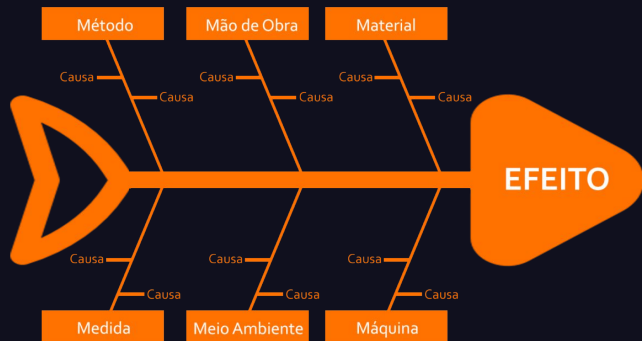 Método
Mão de Obra
Material
Causa
Causa
Causa
Causa
Causa
Causa
EFEITO
Causa
Causa
Causa
Causa
Causa
Causa
Medida
Meio Ambiente
Máquina